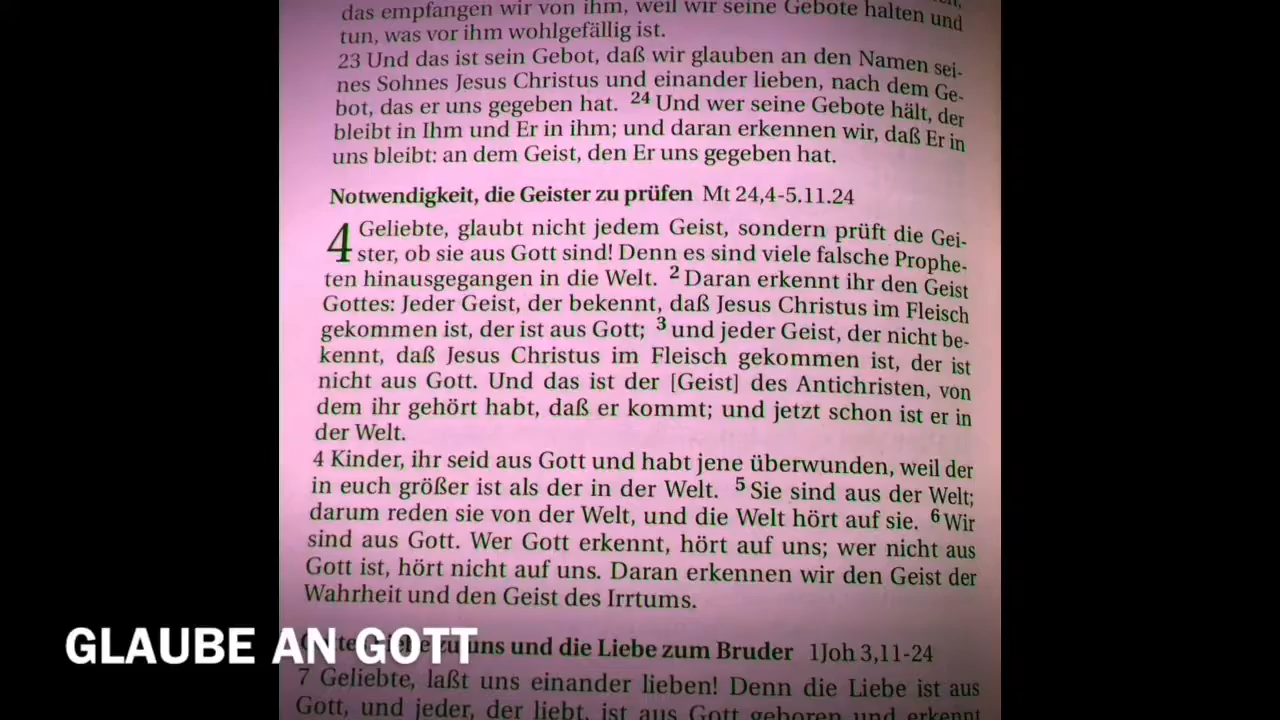 das empfangen wir von ihm, weil wir seine Gebote halten und
tun, was vor ihm wohlgefällig ist.
23 Und das ist sein Gebot, daß wir glauben an den Namen sei-
nes Sohnes Jesus Christus und einander lieben, nach dem Ge-
bot, das er uns gegeben hat. 24 Und wer seine Gebote hält, der
bleibt in Ihm und Er in ihm; und daran erkennen wir, daß Er in
uns bleibt: an dem Geist, den Er uns gegeben hat.
Notwendigkeit, die Geister zu prüfen Mt 24,4-5.11.24
4 Geliebte, glaubt nicht jedem Geist, sondern prüft die Gei-
ster, ob sie aus Gott sind! Denn es sind viele falsche Prophe-
ten hinausgegangen in die Welt. 2 Daran erkennt ihr den Geist
Gottes: Jeder Geist, der bekennt, daß Jesus Christus im Fleisch
gekommen ist, der ist aus Gott; 3 und jeder Geist, der nicht be-
kennt, daß Jesus Christus im Fleisch gekommen ist, der ist
nicht aus Gott. Und das ist der [Geist] des Antichristen, von
dem ihr gehört habt, daß er kommt; und jetzt schon ist er in
der Welt.
4 Kinder, ihr seid aus Gott und habt jene überwunden, weil der
in euch größer ist als der in der Welt. 5 Sie sind aus der Welt;
darum reden sie von der Welt, und die Welt hört auf sie. 6 Wir
sind aus Gott. Wer Gott erkennt, hört auf uns; wer nicht aus
Gott ist, hört nicht auf uns. Daran erkennen wir den Geist der
Wahrheit und den Geist des Irrtums.
uns und die Liebe zum Bruder 1Joh 3,11-24
7 Geliebte, laßt uns einander lieben! Denn die Liebe ist aus
Gott, und jeder, der liebt, ist aus Gott geboren und erkennt
GLAUBE AN GOTT